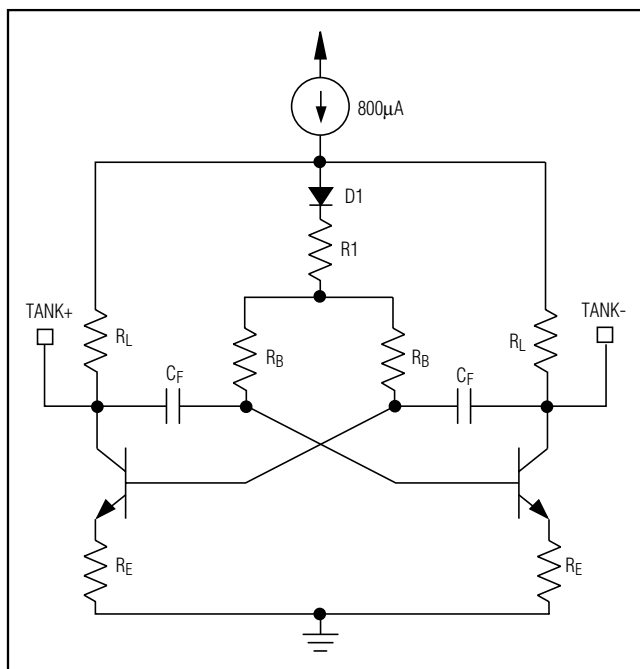 800μA
D1
R1
TANK+
TANK-
RL
RB
RB
RL
CF
CF
RE
RE